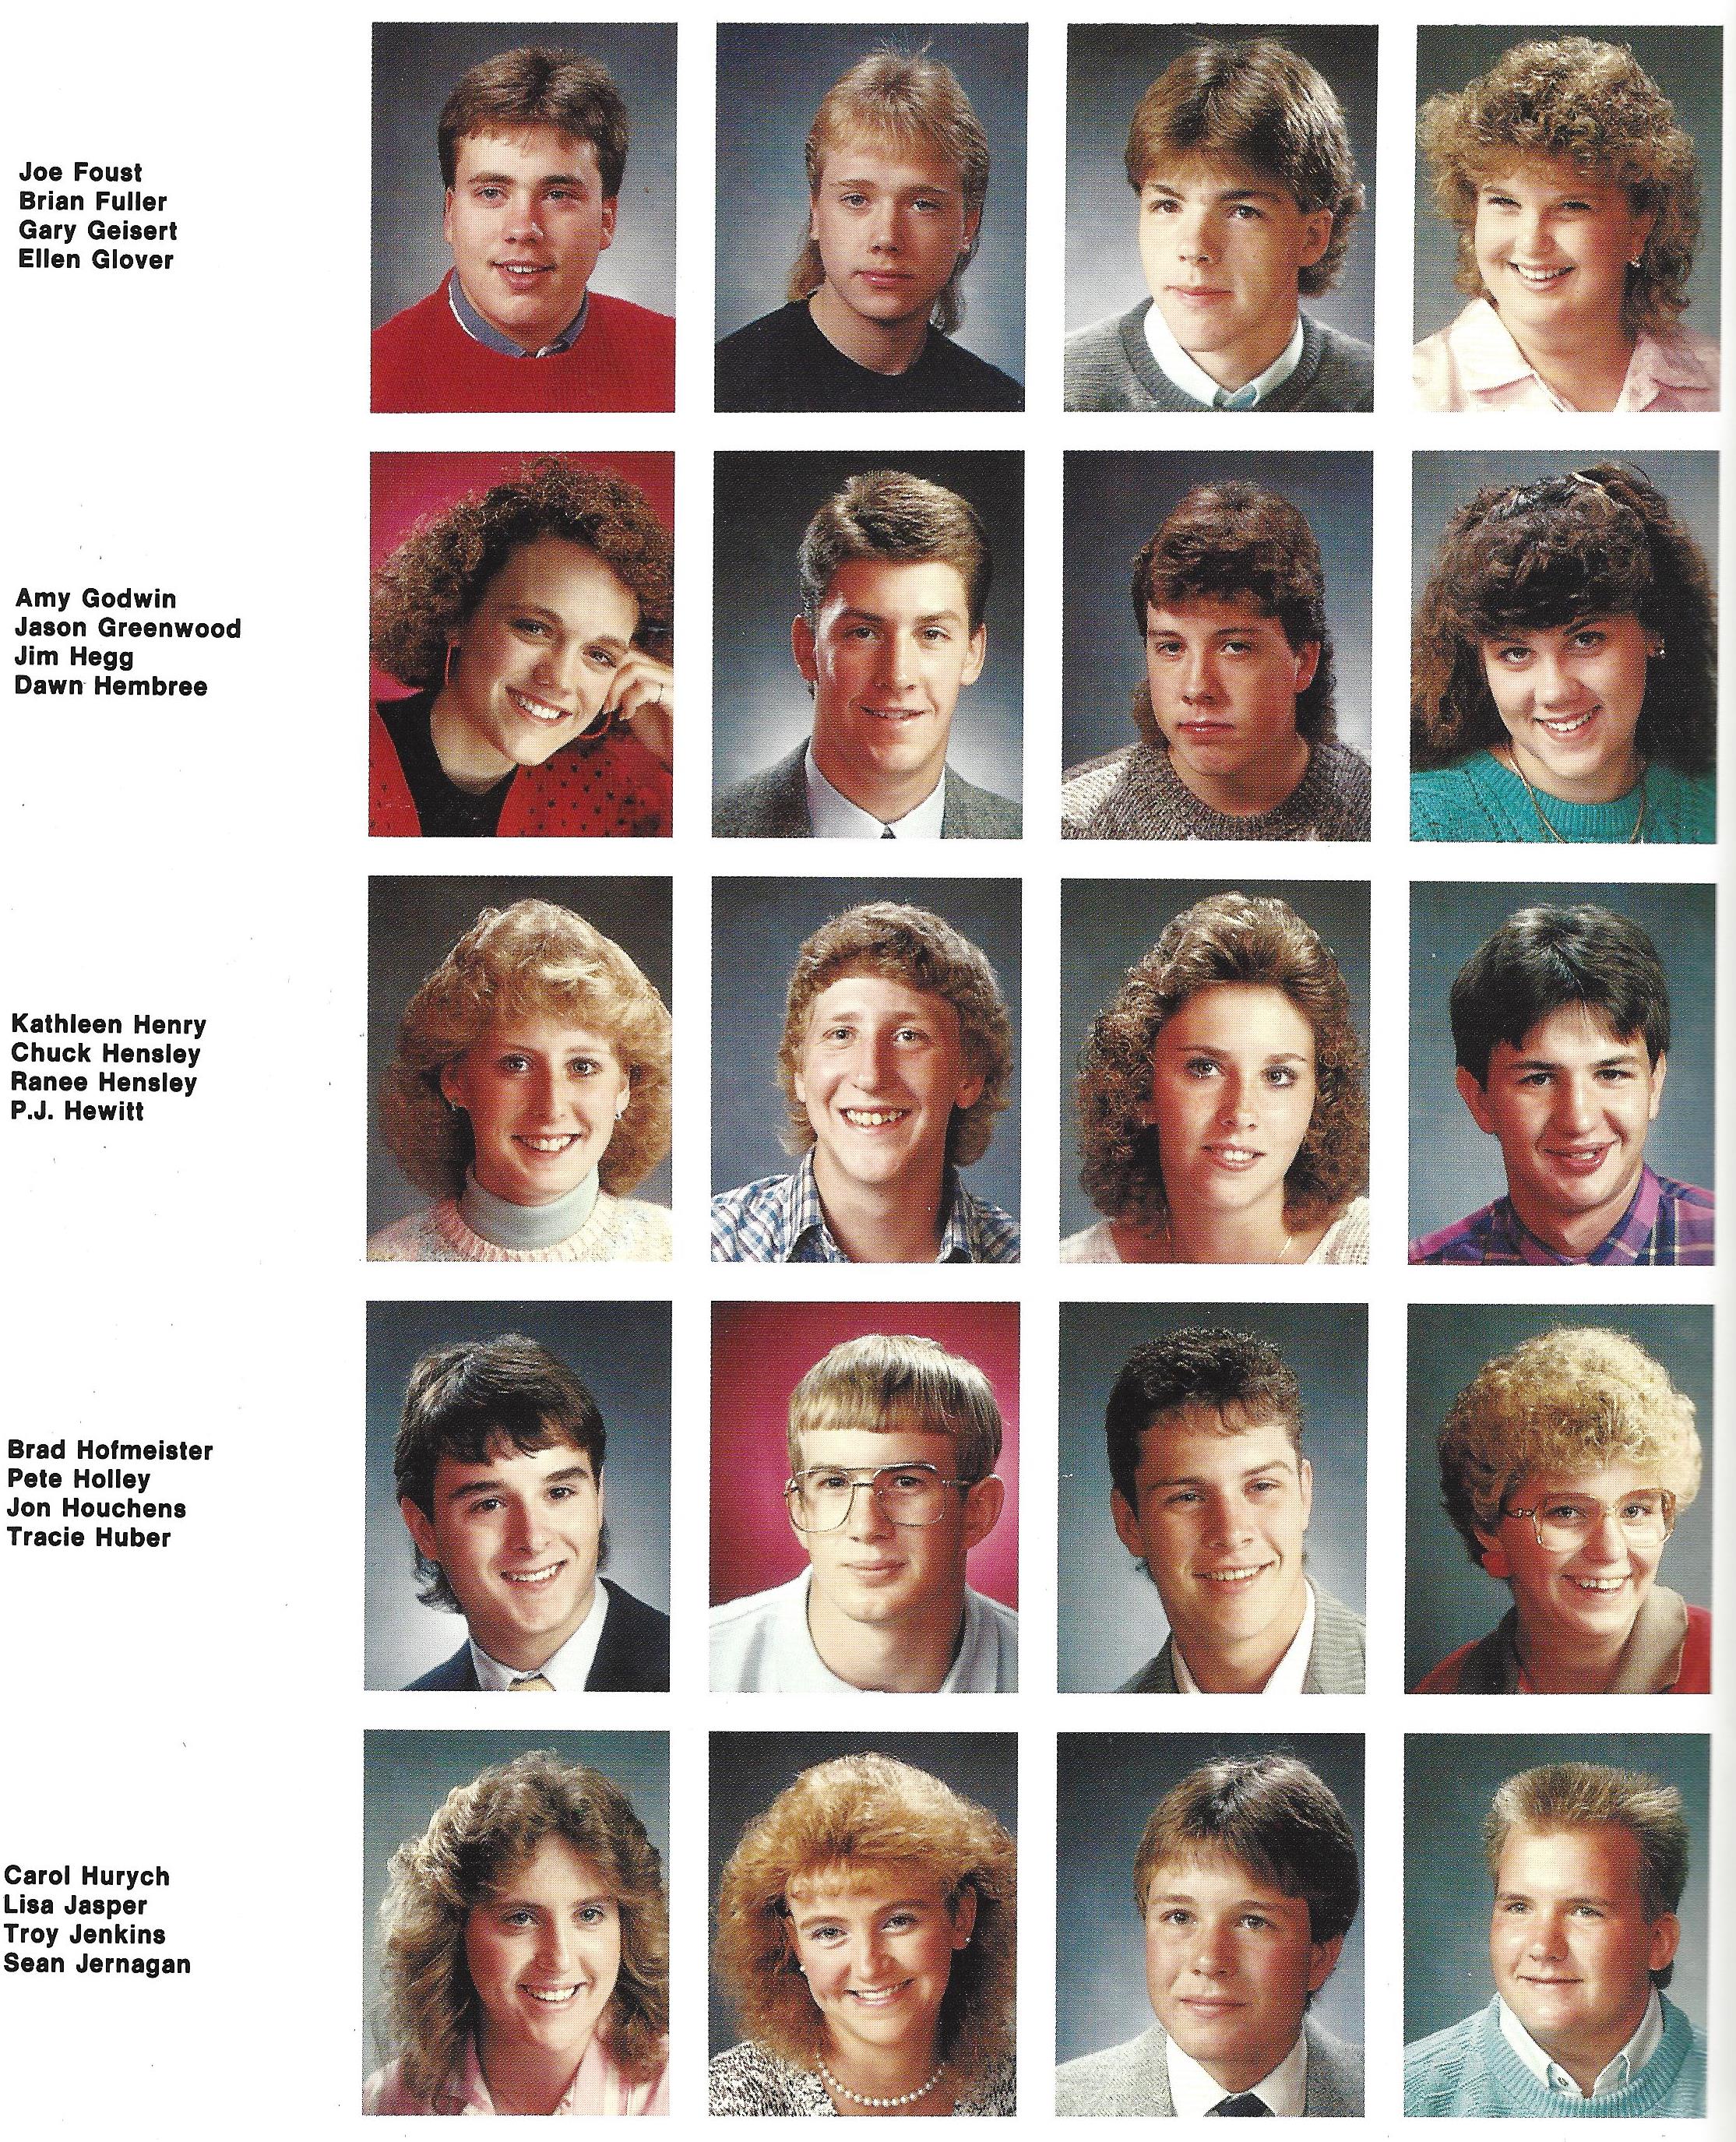 Joe Foust
Brian Fuller
Gary Geisert
Ellen Glover
Amy Godwin
Jason Greenwood
Jim Hegg
Dawn Hembree
Kathleen Henry
Chuck Hensley
Ranee Hensley
P.J. Hewitt
Brad Hofmeister
Pete Holley
Jon Houchens
Tracie Huber
Carol Hurych
Lisa Jasper
Troy Jenkins
Sean Jernagan